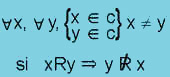 ∀x, ∀y, {x ∈ c y ∈ c} x ≠ y
si xRy ⇒ y R̸ x